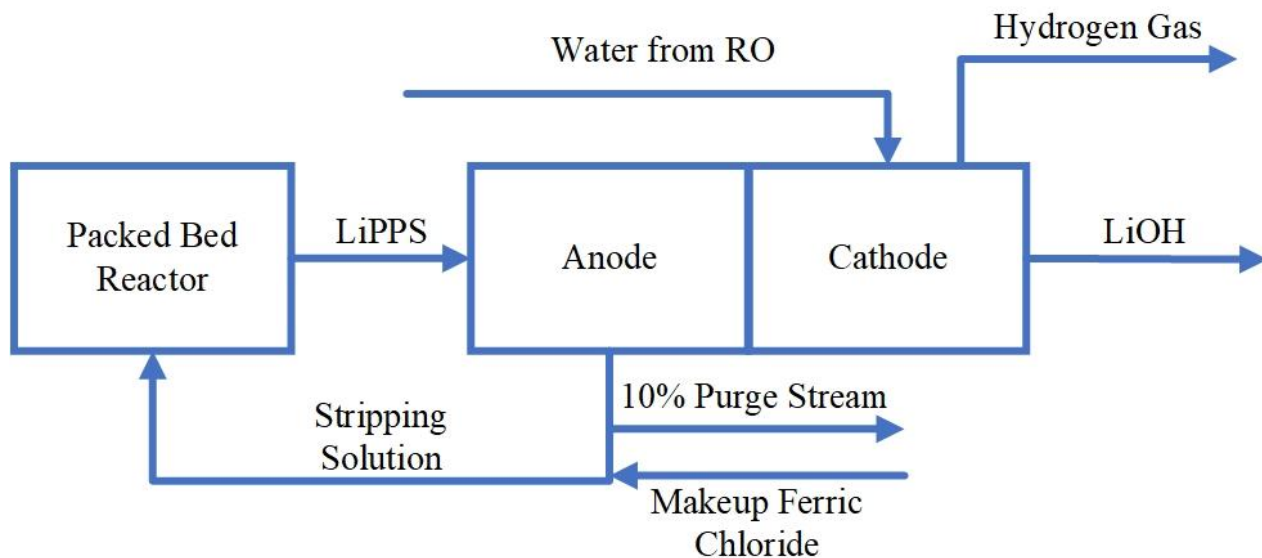 Hydrogen Gas
Water from RO
Packed Bed
Reactor
LiPPS
Anode
Cathode
LiOH
Stripping
Solution
10% Purge Stream
Makeup Ferric
Chloride